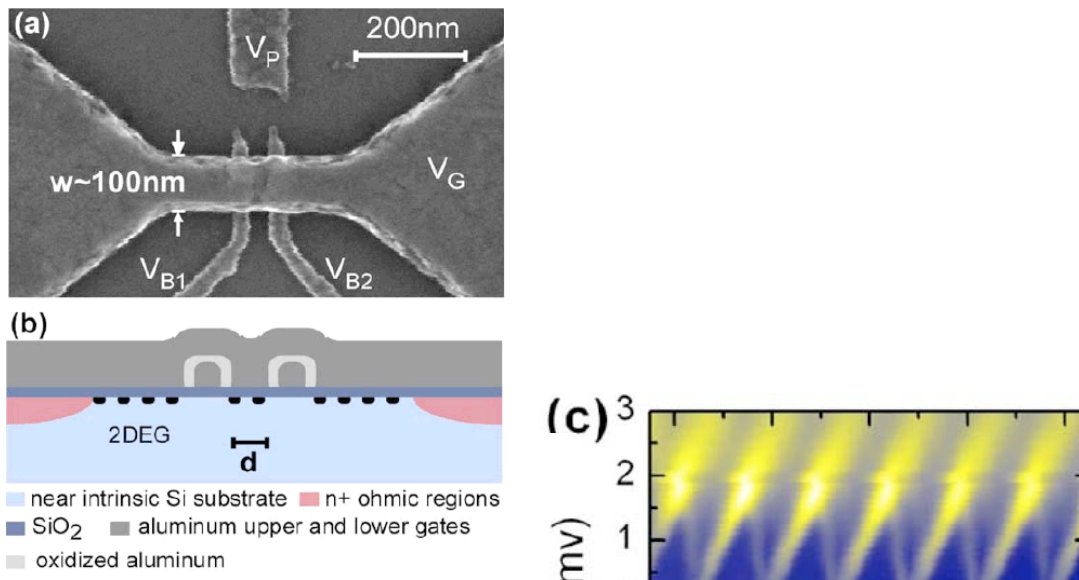 (a)
V_P
200nm
w~100nm
V_G
V_B1
V_B2
(b)
2DEG
d
near intrinsic Si substrate n+ ohmic regions
SiO2 aluminum upper and lower gates
oxidized aluminum
(c) 3
2
1
mv)